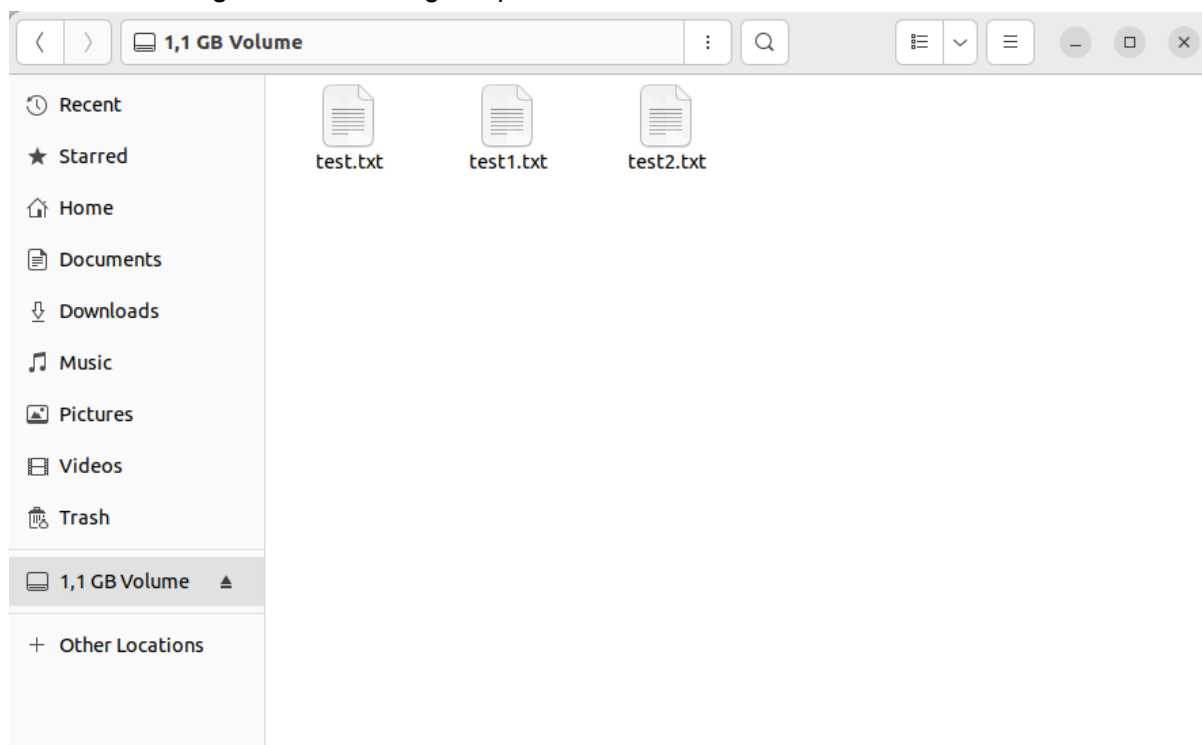 1,1 GB Volume
Recent
Starred
Home
Documents
Downloads
Music
Pictures
Videos
Trash
1,1 GB Volume
Other Locations
test.txt
test1.txt
test2.txt